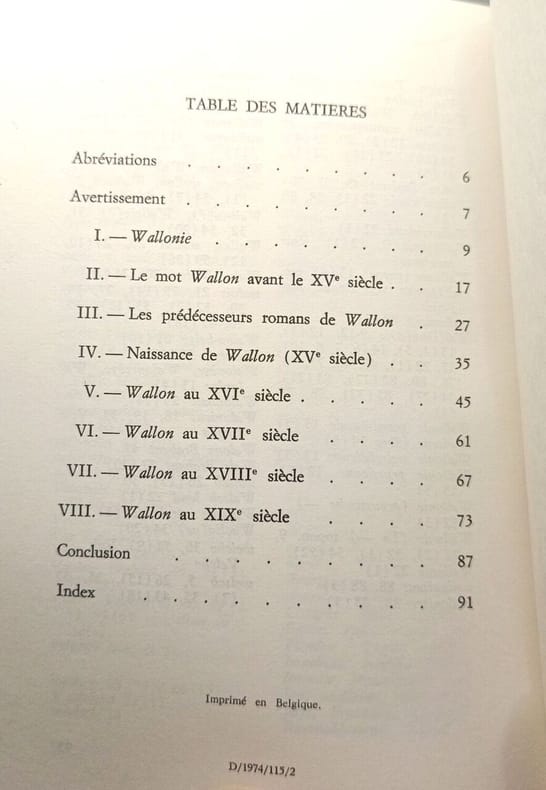 TABLE DES MATIERES
Abréviations . . . . . . . . 6
Avertissement . . . . . . . . 7
I. — Wallonie . . . . . . . 9
II. — Le mot Wallon avant le XVe siècle . . 17
III. — Les prédécesseurs romans de Wallon . 27
IV. — Naissance de Wallon (XVe siècle) . . 35
V. — Wallon au XVIe siècle . . . . . 45
VI. — Wallon au XVIIe siècle . . . . 61
VII. — Wallon au XVIIIe siècle . . . . 67
VIII. — Wallon au XIXe siècle . . . . 73
Conclusion . . . . . . . . . 87
Index . . . . . . . . . . 91
Imprimé en Belgique.
D/1974/115/2